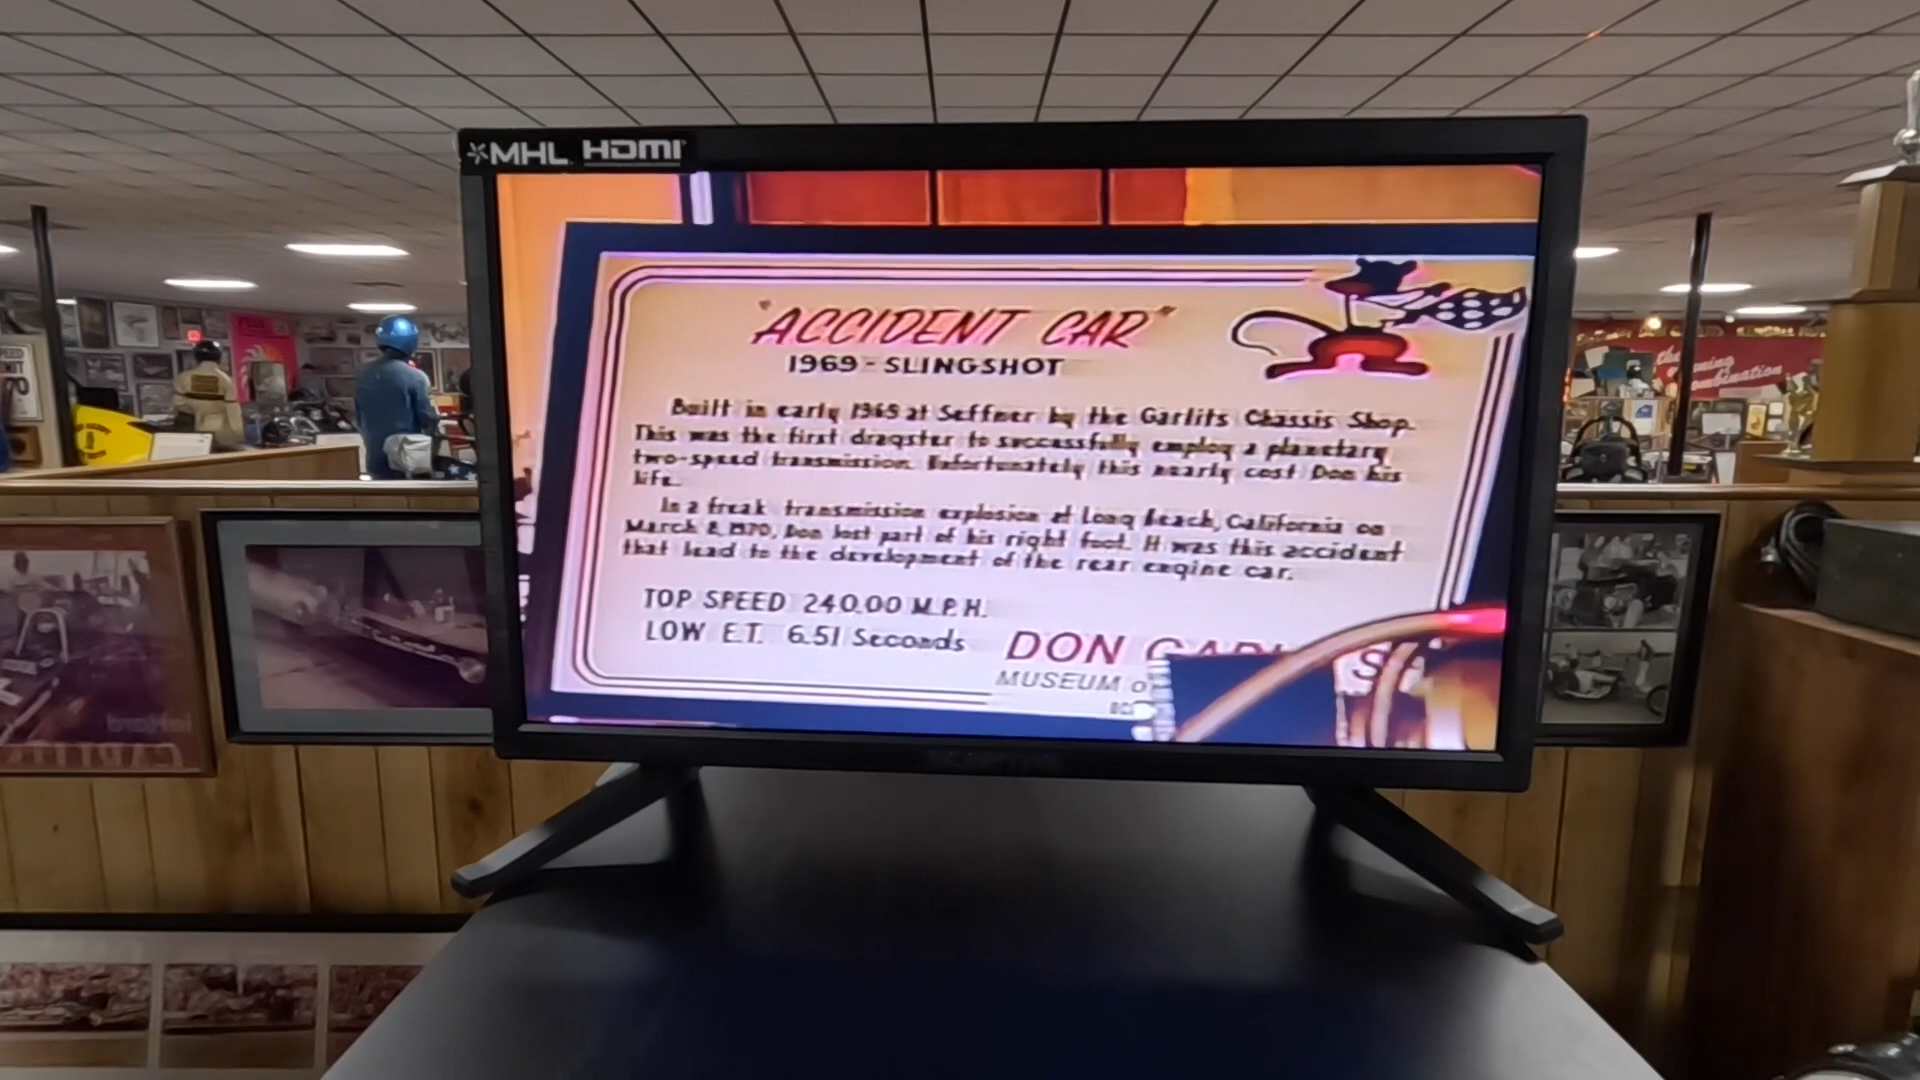 MHL HDMI
"ACCIDENT CAR"
1969 - SLINGSHOT
Built in early 1969 at Seffner by the Garlits Chassis Shop.
This was the first dragster to successfully employ a planetary
two-speed transmission. Unfortunately this nearly cost Don his
life.
In a freak transmission explosion at Long Beach, California on
March 8, 1970, Don lost part of his right foot. It was this accident
that lead to the development of the rear engine car.
TOP SPEED 240.00 M.P.H.
LOW E.T. 6.51 Seconds
DON
MUSEUM
the
combination